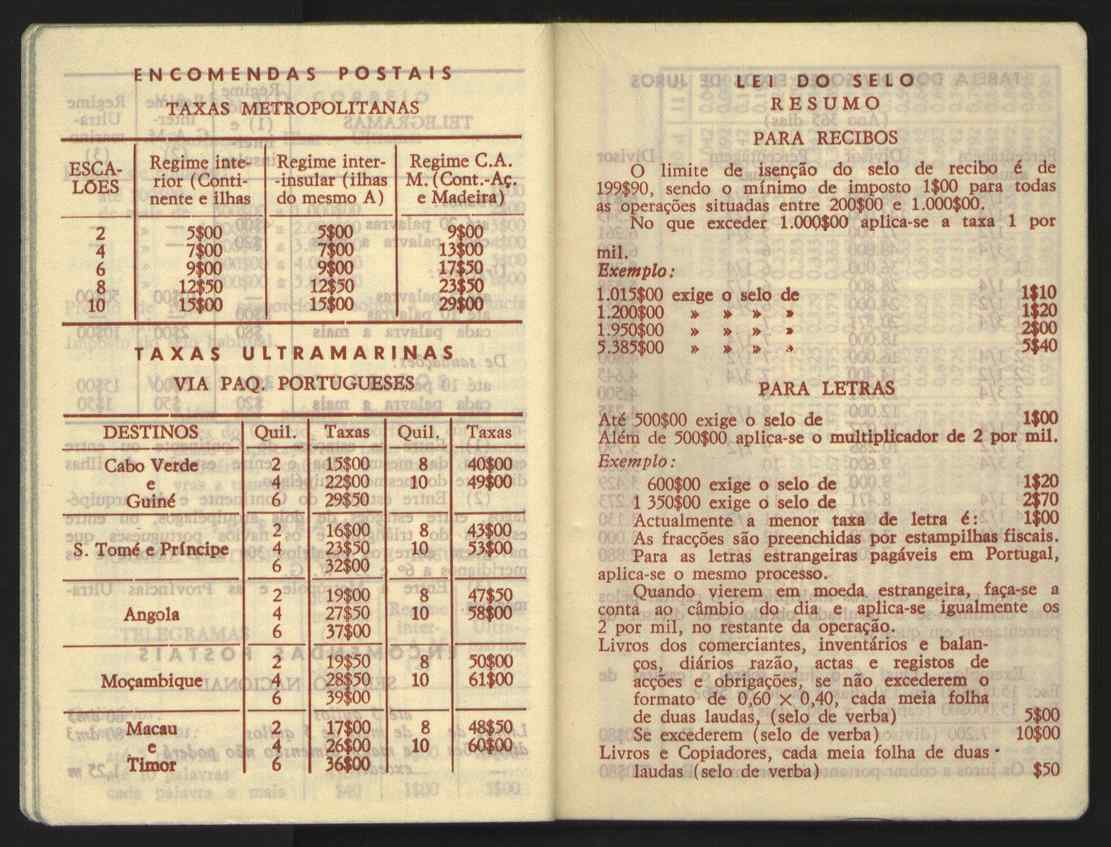 ENCOMENDAS POSTAIS
TAXAS METROPOLITANAS
ESCA-
LÕES
Regime inte-
rior (Conti-
nente e ilhas
Regime inter-
-insular (ilhas
do mesmo A)
Regime C.A.
M. (Cont.-Aç.
e Madeira)
2 5$00 5$00 9$00
4 7$00 7$00 13$00
6 9$00 9$00 17$50
8 12$50 12$50 23$50
10 15$00 15$00 29$00
TAXAS ULTRAMARINAS
VIA PAQ. PORTUGUESES
DESTINOS Quil. Taxas Quil. Taxas
Cabo Verde 2 15$00 8 40$00
e 4 22$00 10 49$00
Guiné 6 29$50
2 16$00 8 43$00
S. Tomé e Príncipe 4 23$50 10 53$00
6 32$00
2 19$00 8 47$50
Angola 4 27$50 10 58$00
6 37$00
2 19$50 8 50$00
Moçambique 4 28$50 10 61$00
6 39$00
Macau 2 17$00 8 48$50
e 4 26$00 10 60$00
Timor 6 36$00
LEI DO SELO
RESUMO
PARA RECIBOS
O limite de isenção do selo de recibo é de
199$90, sendo o mínimo de imposto 1$00 para todas
as operações situadas entre 200$00 e 1.000$00.
No que exceder 1.000$00 aplica-se a taxa 1 por
mil.
Exemplo:
1.015$00 exige o selo de 1$10
1.200$00 » » » » 1$20
1.950$00 » » » » 2$00
5.385$00 » » » » 5$40
PARA LETRAS
Até 500$00 exige o selo de 1$00
Além de 500$00 aplica-se o multiplicador de 2 por mil.
Exemplo:
600$00 exige o selo de 1$20
1 350$00 exige o selo de 2$70
Actualmente a menor taxa de letra é: 1$00
As fracções são preenchidas por estampilhas fiscais.
Para as letras estrangeiras pagáveis em Portugal,
aplica-se o mesmo processo.
Quando vierem em moeda estrangeira, faça-se a
conta ao câmbio do dia e aplica-se igualmente os
2 por mil, no restante da operação.
Livros dos comerciantes, inventários e balan-
ços, diários razão, actas e registos de
acções e obrigações, se não excederem o
formato de 0,60 × 0,40, cada meia folha
de duas laudas, (selo de verba) 5$00
Se excederem (selo de verba) 10$00
Livros e Copiadores, cada meia folha de duas
laudas (selo de verba) $50